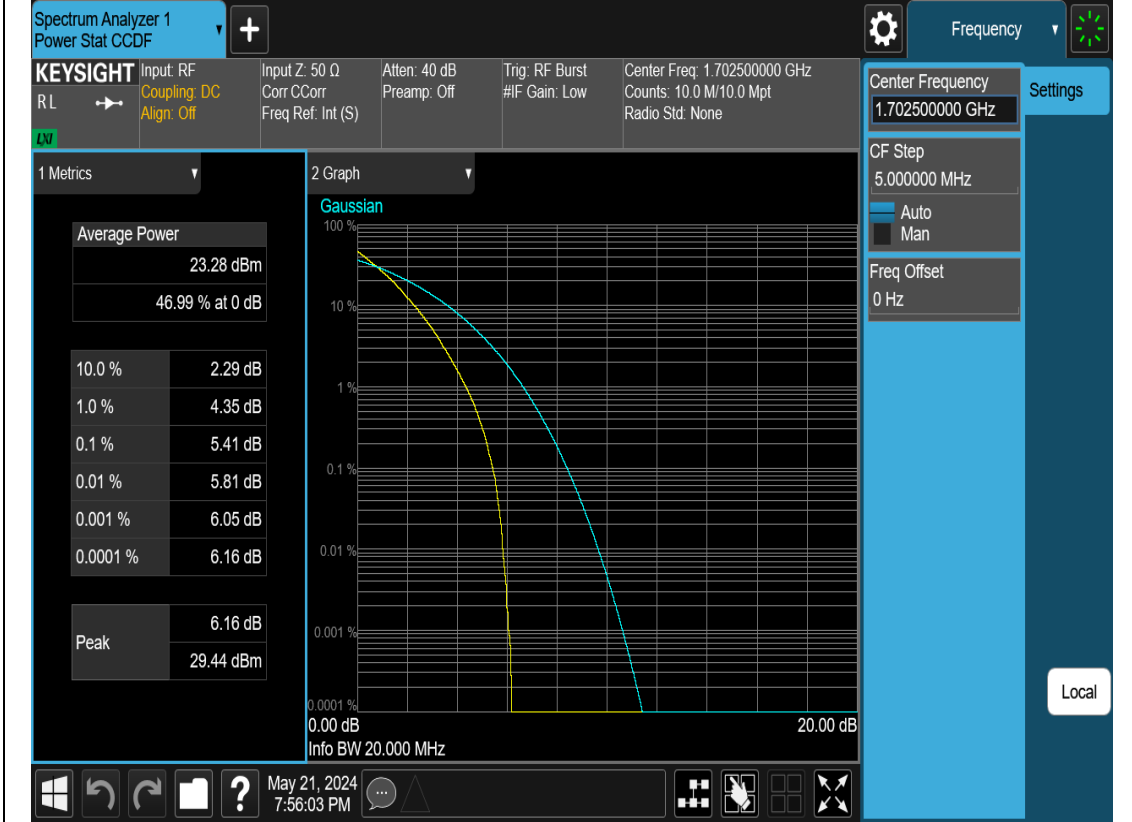 Spectrum Analyzer 1
Power Stat CCDF
+
Frequency
KEYSIGHT
RL
LXI
Input: RF
Coupling: DC
Align: Off
Input Z: 50 Ω
Corr CCorr
Freq Ref: Int (S)
Atten: 40 dB
Preamp: Off
Trig: RF Burst
#IF Gain: Low
Center Freq: 1.702500000 GHz
Counts: 10.0 M/10.0 Mpt
Radio Std: None
Center Frequency
1.702500000 GHz
Settings
CF Step
5.000000 MHz
Auto
Man
Freq Offset
0 Hz
Local
1 Metrics
Average Power
23.28 dBm
46.99 % at 0 dB
10.0 % 2.29 dB
1.0 % 4.35 dB
0.1 % 5.41 dB
0.01 % 5.81 dB
0.001 % 6.05 dB
0.0001 % 6.16 dB
Peak
6.16 dB
29.44 dBm
2 Graph
Gaussian
100 %
10 %
1 %
0.1 %
0.01 %
0.001 %
0.0001 %
0.00 dB 20.00 dB
Info BW 20.000 MHz
?
May 21, 2024
7:56:03 PM